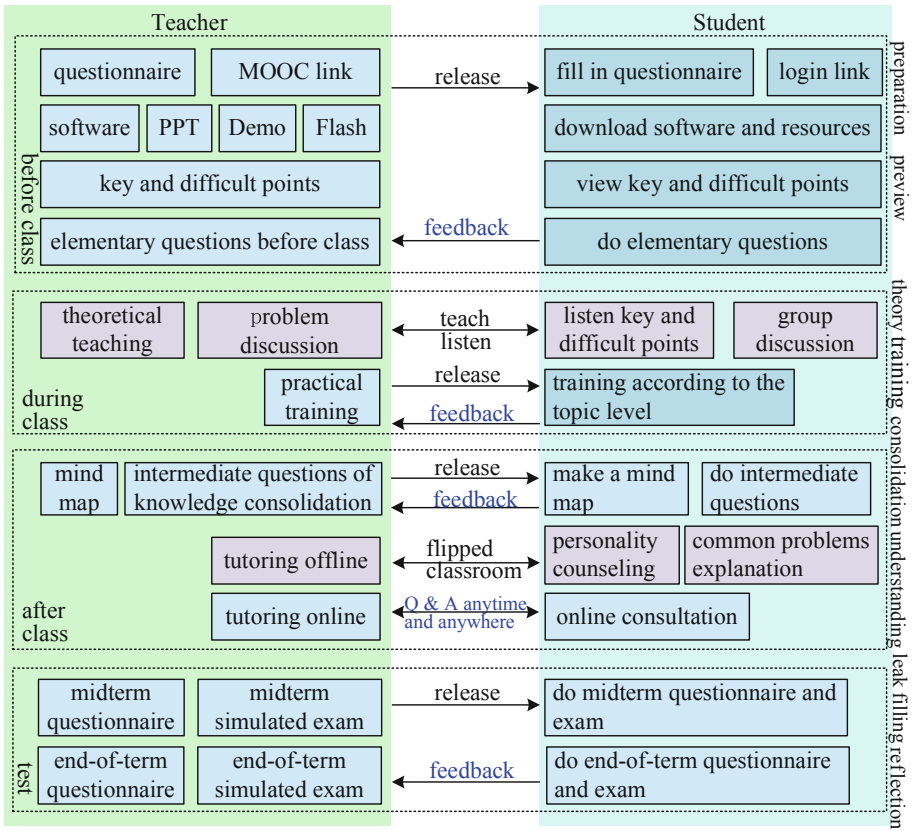 Teacher
Student
questionnaire
MOOC link
release
fill in questionnaire
login link
software
PPT
Demo
Flash
download software and resources
key and difficult points
view key and difficult points
elementary questions before class
feedback
do elementary questions
before class
preparation
preview
theoretical
teaching
problem
discussion
teach
listen
listen key and
difficult points
group
discussion
practical
training
release
feedback
training according to the
topic level
during
class
theory training
mind
map
intermediate questions of
knowledge consolidation
release
feedback
make a mind
map
do intermediate
questions
tutoring offline
flipped
classroom
personality
counseling
common problems
explanation
tutoring online
Q & A anytime
and anywhere
online consultation
after
class
consolidation understanding
midterm
questionnaire
midterm
simulated exam
release
do midterm questionnaire and
exam
end-of-term
questionnaire
end-of-term
simulated exam
feedback
do end-of-term questionnaire
and exam
test
leak filling reflection